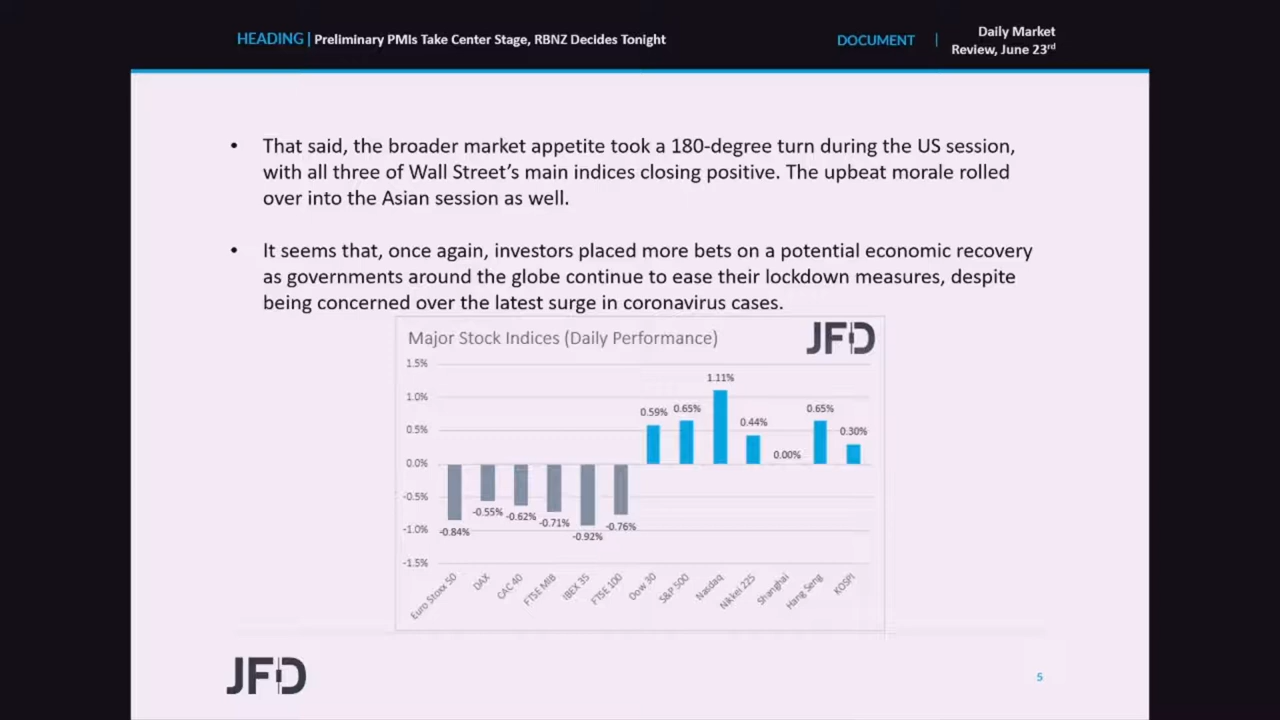 HEADING | Preliminary PMIs Take Center Stage, RBNZ Decides Tonight
DOCUMENT | Daily Market
Review, June 23rd
• That said, the broader market appetite took a 180-degree turn during the US session,
with all three of Wall Street’s main indices closing positive. The upbeat morale rolled
over into the Asian session as well.
• It seems that, once again, investors placed more bets on a potential economic recovery
as governments around the globe continue to ease their lockdown measures, despite
being concerned over the latest surge in coronavirus cases.
Major Stock Indices (Daily Performance)
JFD
1.5%
1.0%
0.5%
0.0%
-0.5%
-1.0%
-1.5%
-0.84%
-0.55%
-0.62%
-0.71%
-0.92%
-0.76%
0.59%
0.65%
1.11%
0.44%
0.00%
0.65%
0.30%
Euro Stoxx 50
DAX
CAC 40
FTSE MIB
IBEX 35
FTSE 100
Dow 30
S&P 500
Nasdaq
Nikkei 225
Shanghai
Hang Seng
KOSPI
JFD
5